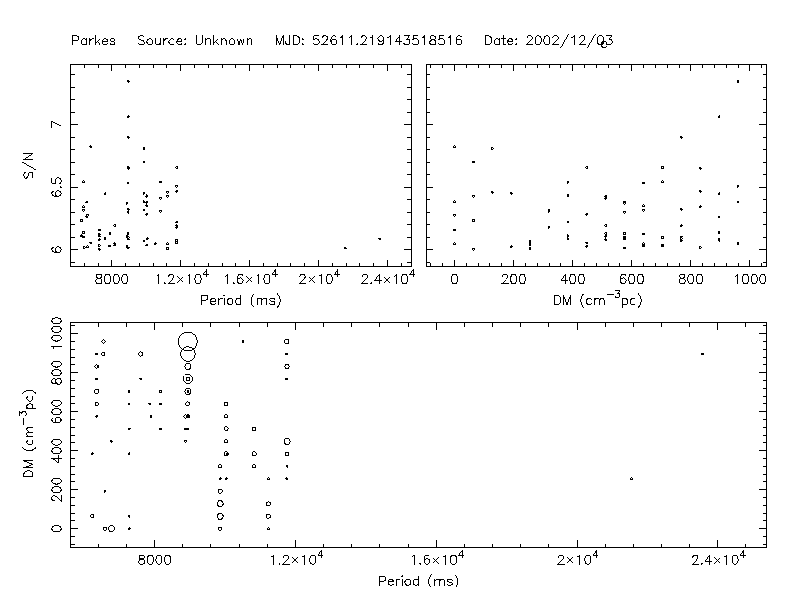 Parkes Source: Unknown MJD: 52611.219143518516 Date: 2002/12/03
S/N
6 6.5 7
8000 1.2×10⁴ 1.6×10⁴ 2×10⁴ 2.4×10⁴
Period (ms)
0 200 400 600 800 1000
DM (cm⁻³pc)
DM (cm⁻³pc)
0 200 400 600 800 1000
8000 1.2×10⁴ 1.6×10⁴ 2×10⁴ 2.4×10⁴
Period (ms)